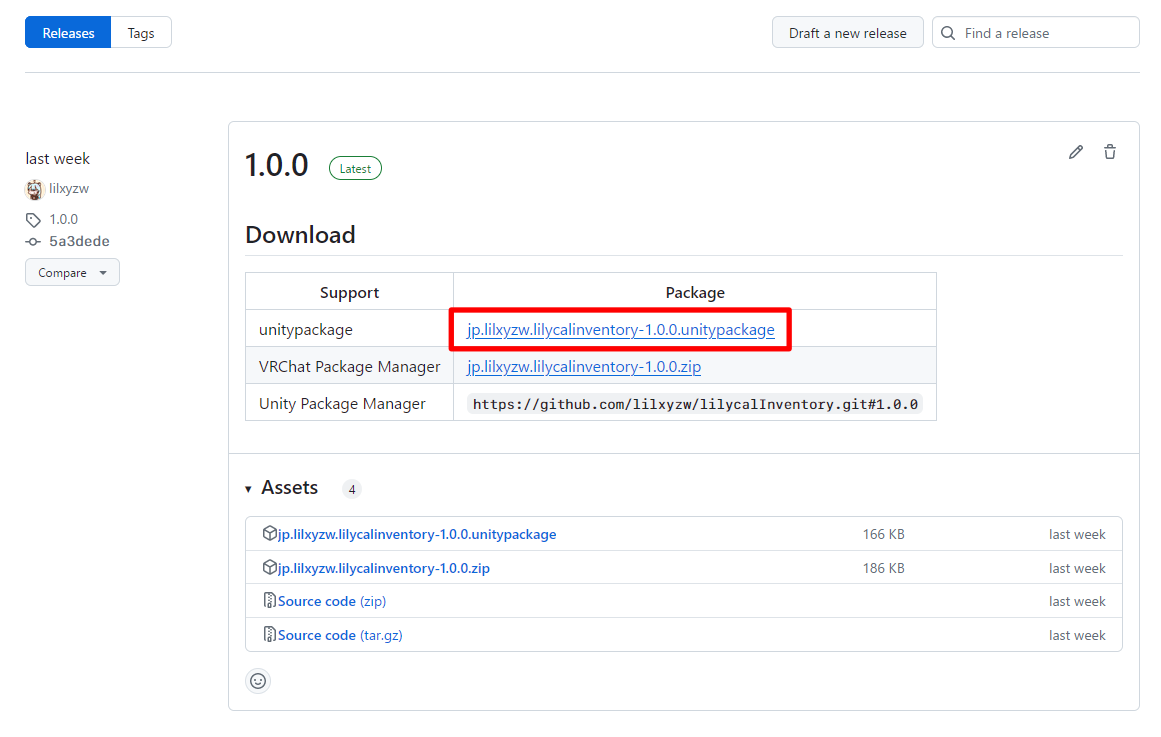 Releases Tags Draft a new release Find a release
last week
lilxyzw
1.0.0
5a3dede
Compare
1.0.0 Latest
Download
Support Package
unitypackage jp.lilxyzw.lilycalinventory-1.0.0.unitypackage
VRChat Package Manager jp.lilxyzw.lilycalinventory-1.0.0.zip
Unity Package Manager https://github.com/lilxyzw/lilycalInventory.git#1.0.0
Assets 4
jp.lilxyzw.lilycalinventory-1.0.0.unitypackage 166 KB last week
jp.lilxyzw.lilycalinventory-1.0.0.zip 186 KB last week
Source code (zip) last week
Source code (tar.gz) last week